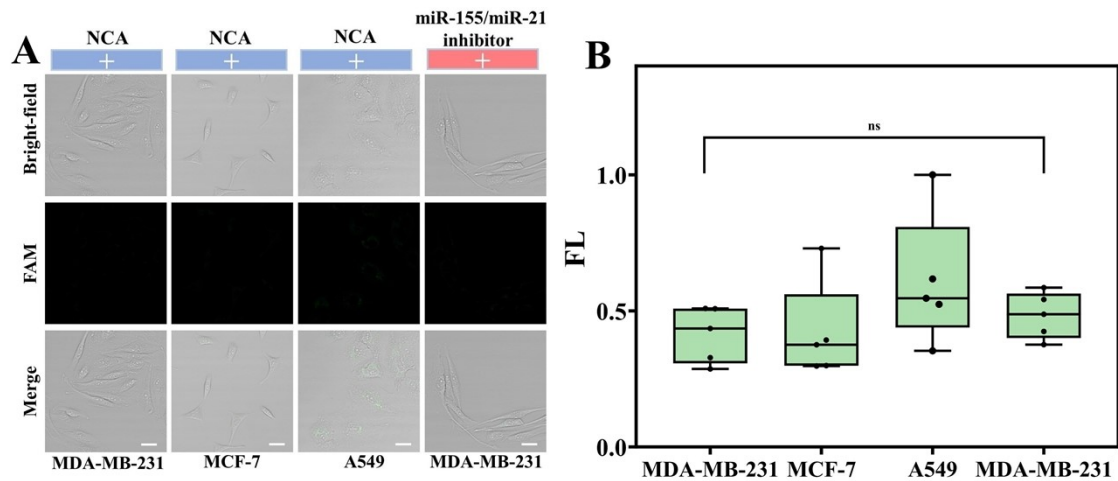 A
NCA
NCA
NCA
miR-155/miR-21
inhibitor
+
+
+
+
Bright-field
FAM
Merge
MDA-MB-231
MCF-7
A549
MDA-MB-231
B
ns
FL
1.0
0.5
0.0
MDA-MB-231
MCF-7
A549
MDA-MB-231